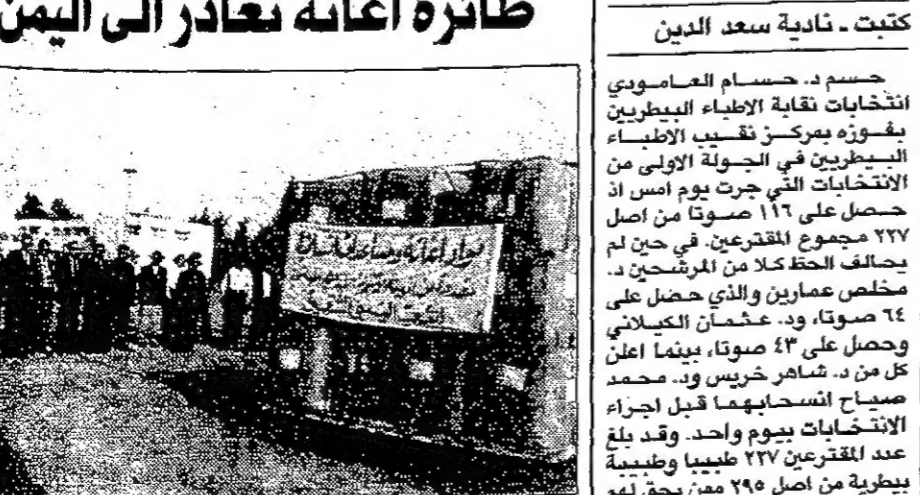 طائرة اغاثة تغادر الى اليمن
كتبت ـ نادية سعد الدين
حسم د. حسام العامودي
انتخابات نقابة الاطباء البيطريين
بفوزه بمركز نقيب الاطباء
البيطريين في الجولة الاولى من
الانتخابات التي جرت يوم امس اذ
حصل على ١١٦ صوتا من اصل
٢٢٧ مجموع المقترعين. في حين لم
يحالف الحظ كلا من المرشحين د.
مخلص عمارين والذي حصل على
٦٤ صوتا، ود. عثمان الكيلاني
وحصل على ٤٣ صوتا، بينما اعلن
كل من د. شاهر خريس ود. محمد
صياح انسحابهما قبل اجراء
الانتخابات بيوم واحد. وقد بلغ
عدد المقترعين ٢٢٧ طبيبا وطبيبة
بيطرية من اصل ٢٩٥ ممن يحق لهم